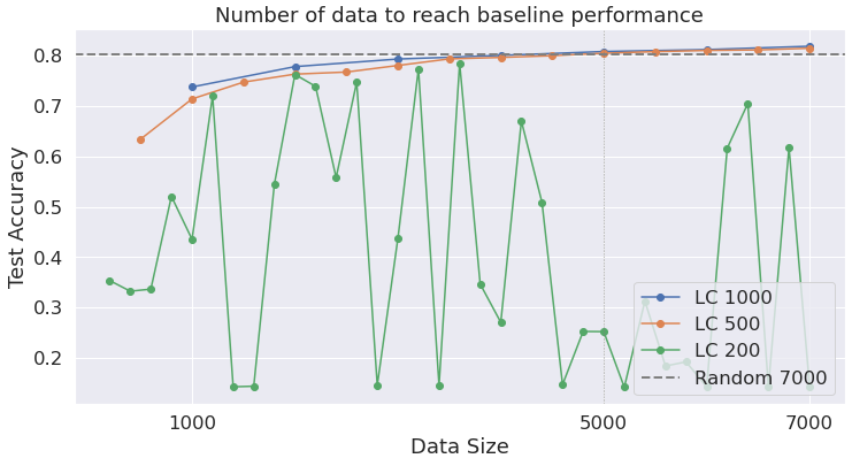 Number of data to reach baseline performance
Test Accuracy
0.8
0.7
0.6
0.5
0.4
0.3
0.2
LC 1000
LC 500
LC 200
Random 7000
1000
5000
7000
Data Size